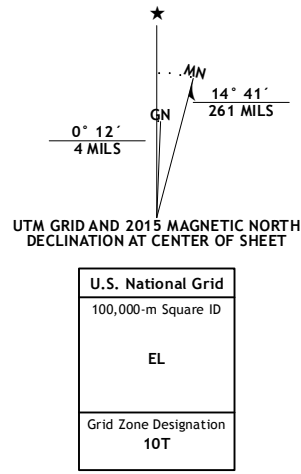 MN
14° 41´
261 MILS
GN
0° 12´
4 MILS
UTM GRID AND 2015 MAGNETIC NORTH
DECLINATION AT CENTER OF SHEET
U.S. National Grid
100,000-m Square ID
EL
Grid Zone Designation
10T